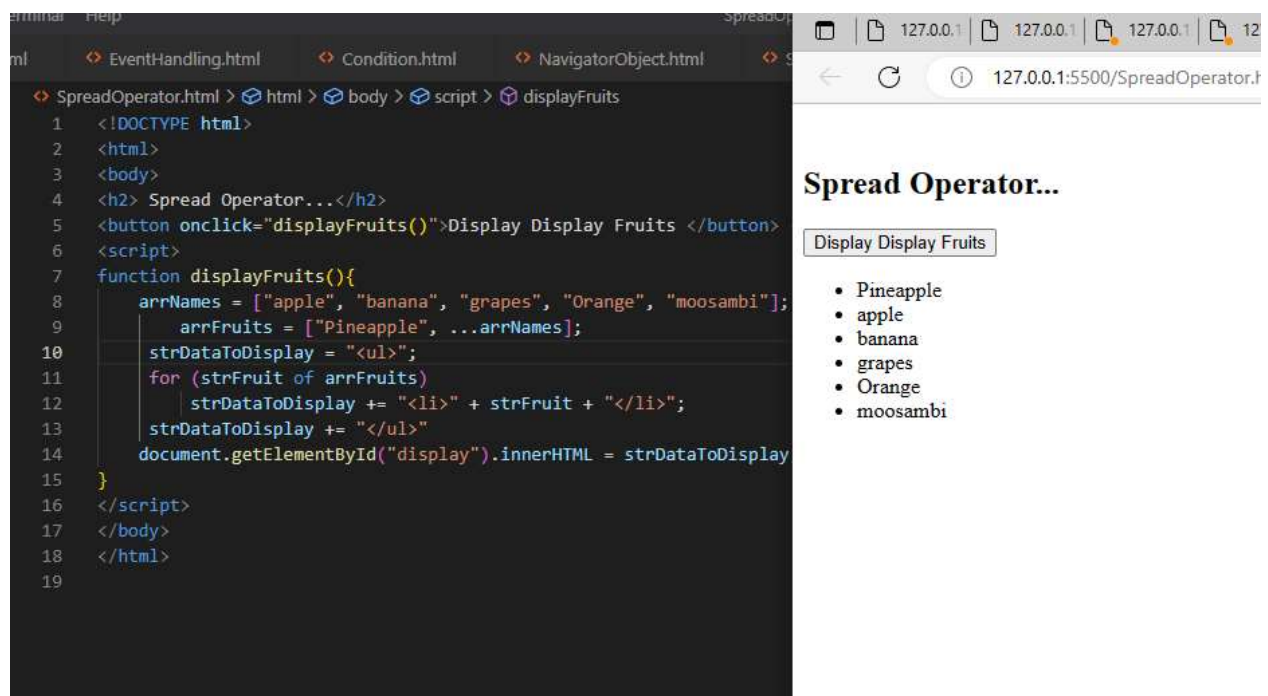 Terminal Help SpreadOp
ml EventHandling.html Condition.html NavigatorObject.html S
SpreadOperator.html > html > body > script > displayFruits
1 <!DOCTYPE html>
2 <html>
3 <body>
4 <h2> Spread Operator...</h2>
5 <button onclick="displayFruits()">Display Display Fruits </button>
6 <script>
7 function displayFruits(){
8 arrNames = ["apple", "banana", "grapes", "Orange", "moosambi"];
9 arrFruits = ["Pineapple", ...arrNames];
10 strDataToDisplay = "<ul>";
11 for (strFruit of arrFruits)
12 strDataToDisplay += "<li>" + strFruit + "</li>";
13 strDataToDisplay += "</ul>"
14 document.getElementById("display").innerHTML = strDataToDisplay
15 }
16 </script>
17 </body>
18 </html>
19
127.0.0.1 127.0.0.1 127.0.0.1 12
127.0.0.1:5500/SpreadOperator.h
Spread Operator...
Display Display Fruits
• Pineapple
• apple
• banana
• grapes
• Orange
• moosambi